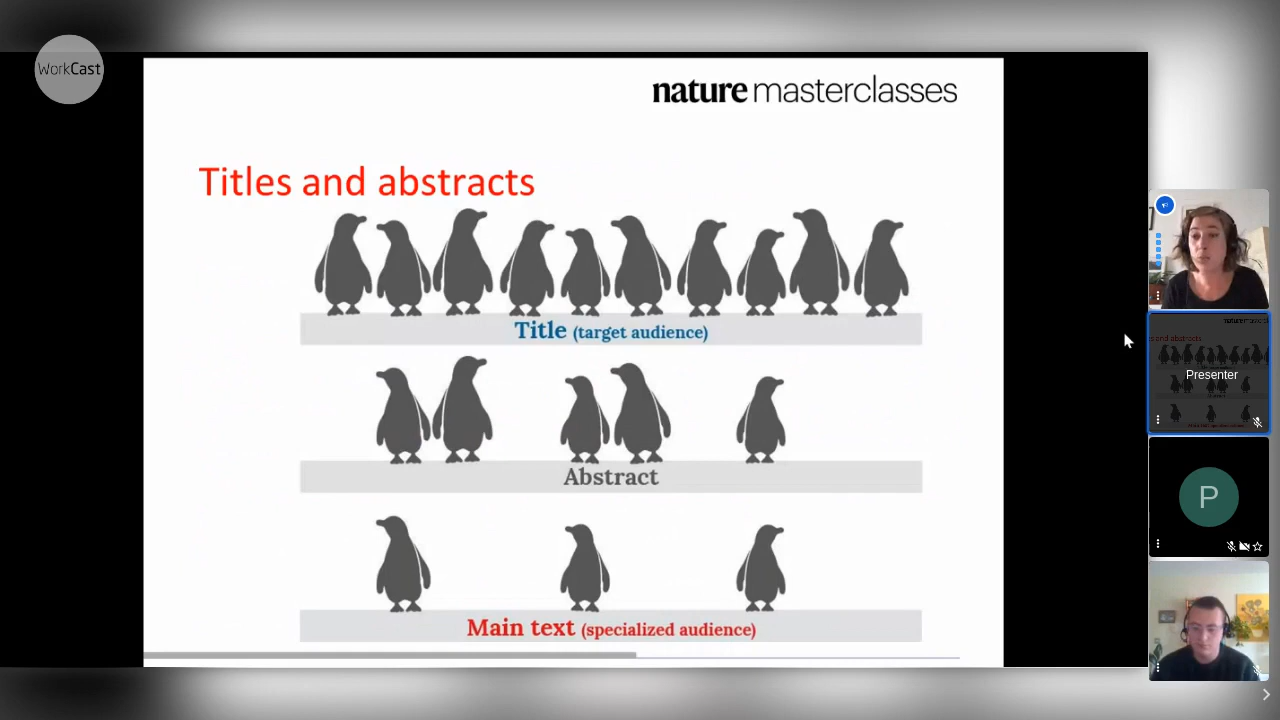 WorkCast
nature masterclasses
Titles and abstracts
Title (target audience)
Abstract
Main text (specialized audience)
Presenter
P